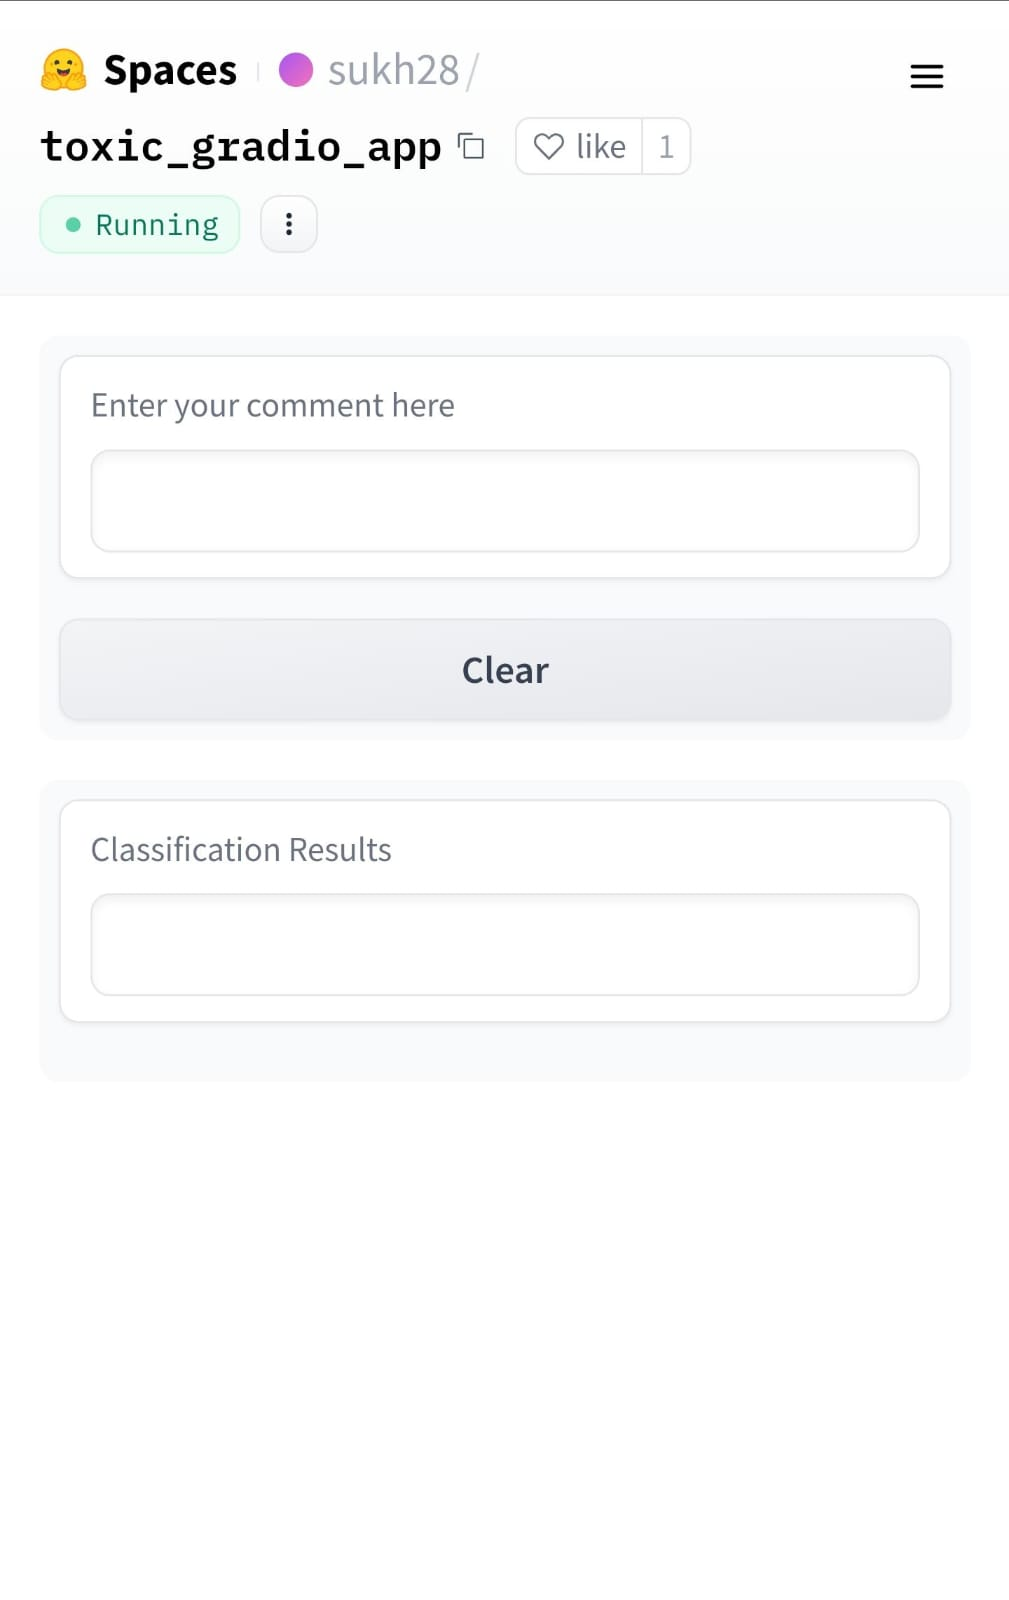 Spaces sukh28/
toxic_gradio_app like 1
Running
Enter your comment here
Clear
Classification Results